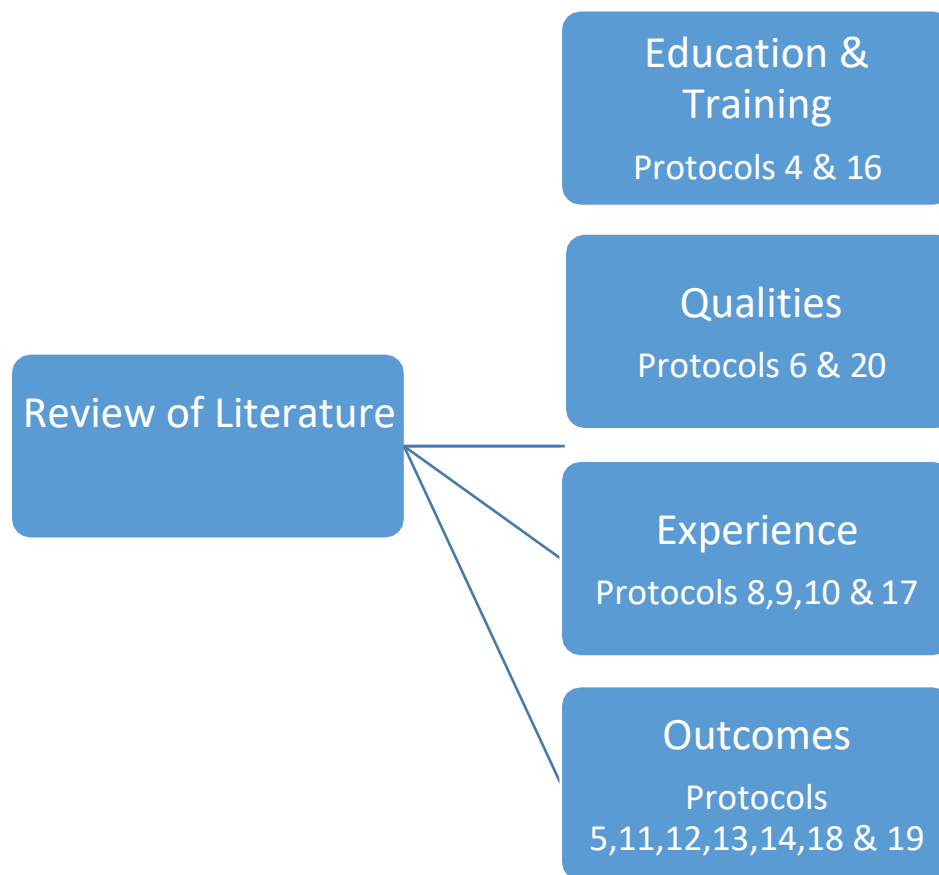 Education &
Training
Protocols 4 & 16
Qualities
Protocols 6 & 20
Review of Literature
Experience
Protocols 8,9,10 & 17
Outcomes
Protocols
5,11,12,13,14,18 & 19